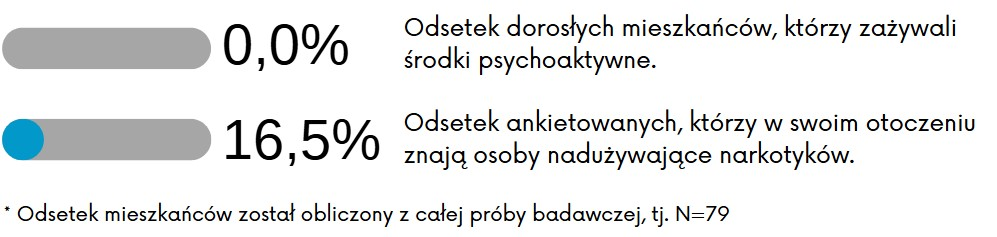 0,0%
Odsetek dorosłych mieszkańców, którzy zażywali
środki psychoaktywne.
16,5%
Odsetek ankietowanych, którzy w swoim otoczeniu
znają osoby nadużywające narkotyków.
* Odsetek mieszkańców został obliczony z całej próby badawczej, tj. N=79